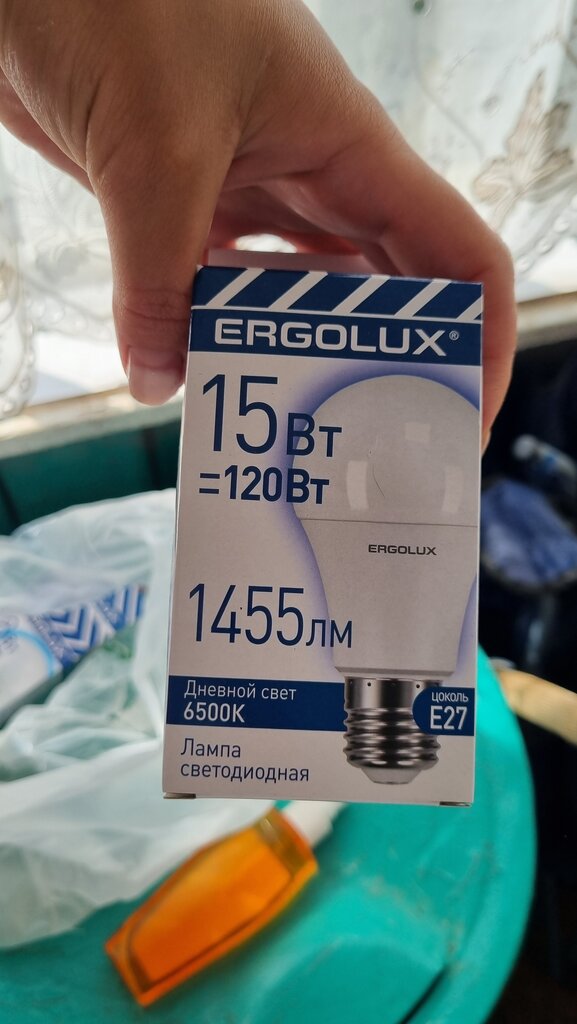 ERGOLUX®
15Вт
=120Вт
ERGOLUX
1455лм
Дневной свет
6500K
цоколь
E27
Лампа
светодиодная